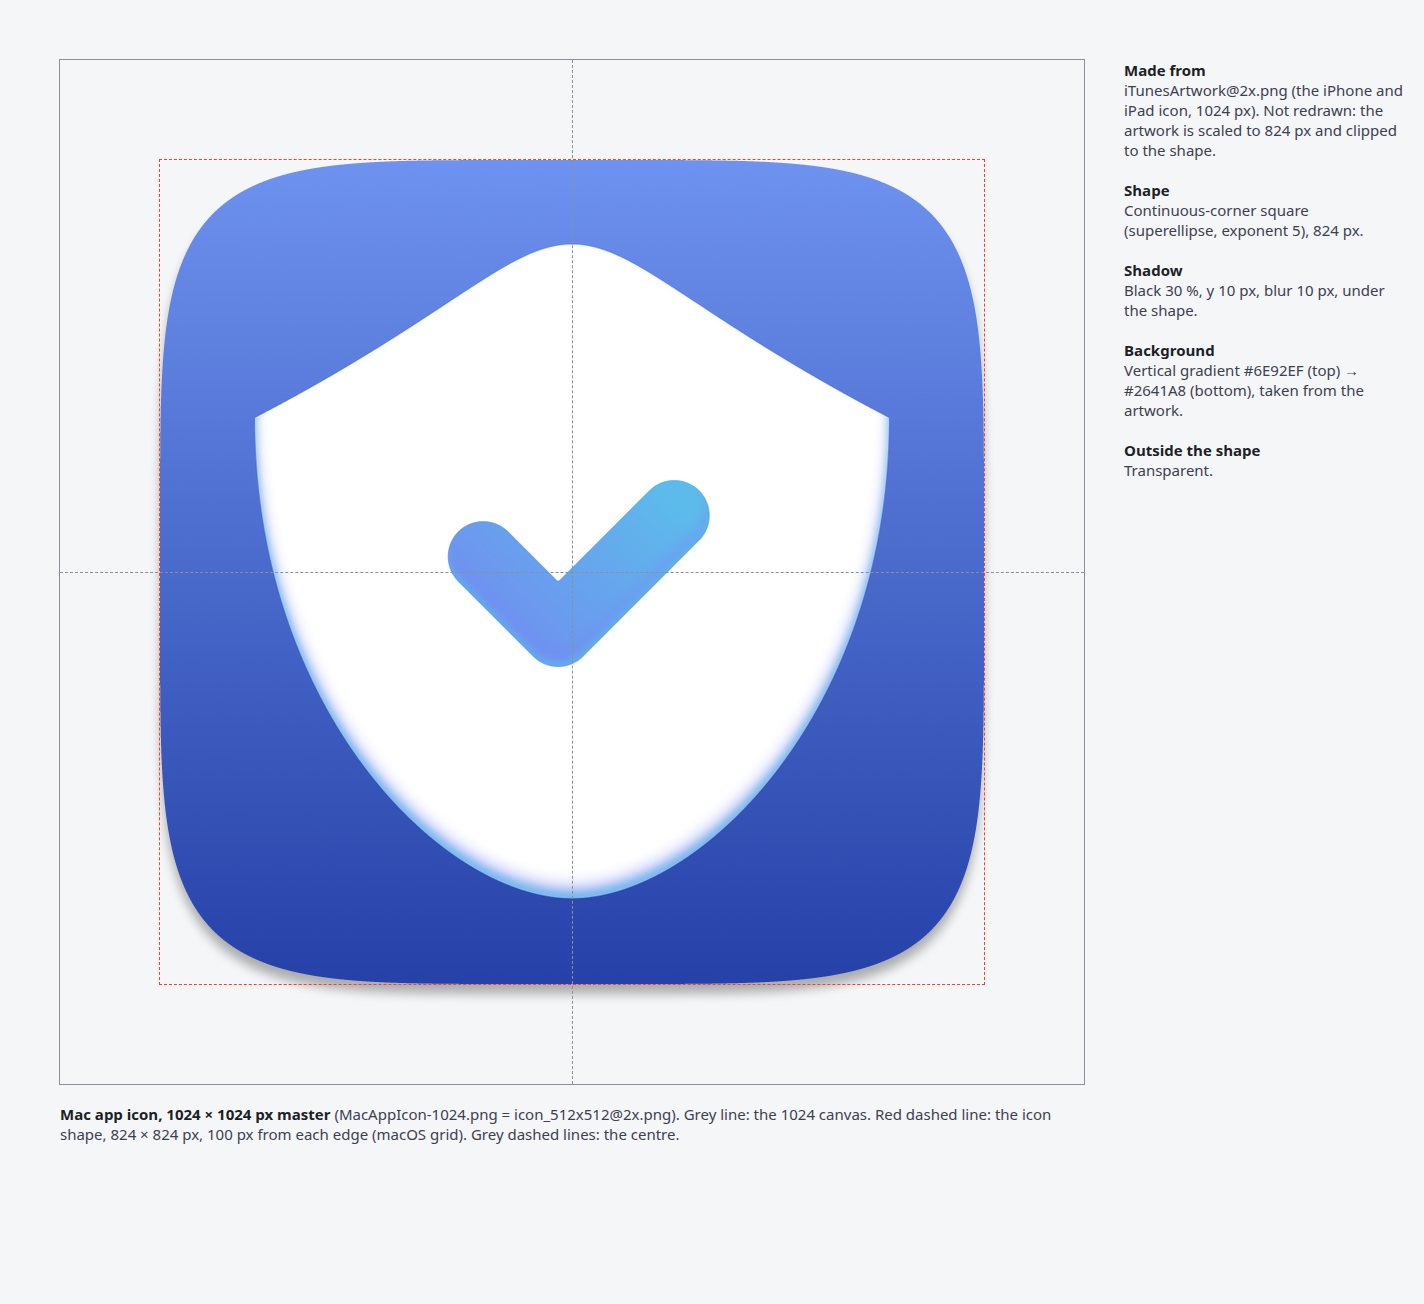 Made from
iTunesArtwork@2x.png (the iPhone and
iPad icon, 1024 px). Not redrawn: the
artwork is scaled to 824 px and clipped
to the shape.
Shape
Continuous-corner square
(superellipse, exponent 5), 824 px.
Shadow
Black 30 %, y 10 px, blur 10 px, under
the shape.
Background
Vertical gradient #6E92EF (top) →
#2641A8 (bottom), taken from the
artwork.
Outside the shape
Transparent.
Mac app icon, 1024 × 1024 px master (MacAppIcon-1024.png = icon_512x512@2x.png). Grey line: the 1024 canvas. Red dashed line: the icon
shape, 824 × 824 px, 100 px from each edge (macOS grid). Grey dashed lines: the centre.